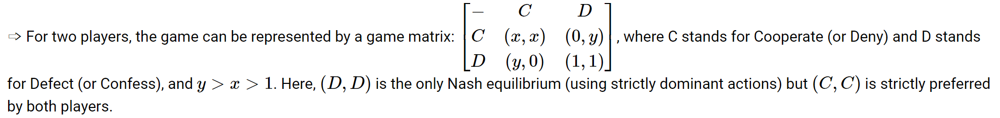 ⇨ For two players, the game can be represented by a game matrix: $\begin{bmatrix} - & C & D \\ C & (x, x) & (0, y) \\ D & (y, 0) & (1, 1) \end{bmatrix}$, where C stands for Cooperate (or Deny) and D stands
for Defect (or Confess), and $y > x > 1$. Here, $(D, D)$ is the only Nash equilibrium (using strictly dominant actions) but $(C, C)$ is strictly preferred
by both players.